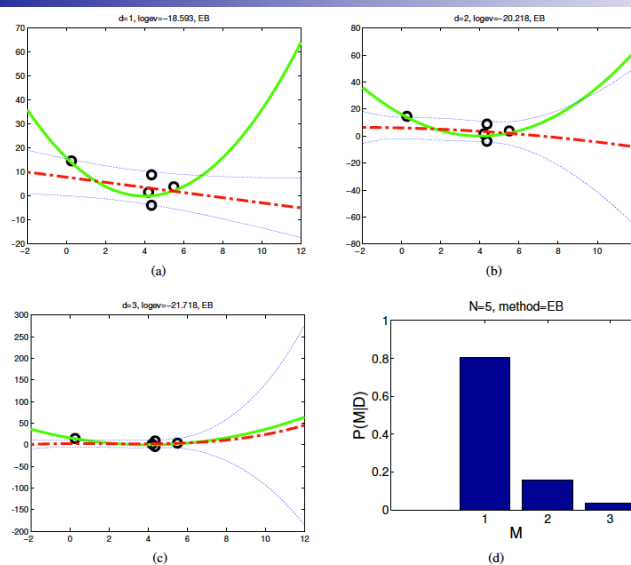 d=1, logev=-18.593, EB
70
60
50
40
30
20
10
0
-10
-20
-2 0 2 4 6 8 10 12
(a)
d=2, logev=-20.218, EB
80
60
40
20
0
-20
-40
-60
-80
-2 0 2 4 6 8 10 12
(b)
d=3, logev=-21.718, EB
300
250
200
150
100
50
0
-50
-100
-150
-200
-2 0 2 4 6 8 10 12
(c)
N=5, method=EB
1
0.8
0.6
0.4
0.2
0
P(M|D)
1 2 3
M
(d)